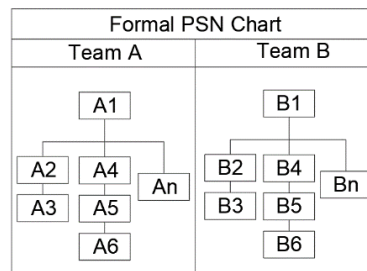 Formal PSN Chart
Team A Team B
A1 B1
A2 A4 An B2 B4 Bn
A3 A5 B3 B5
A6 B6